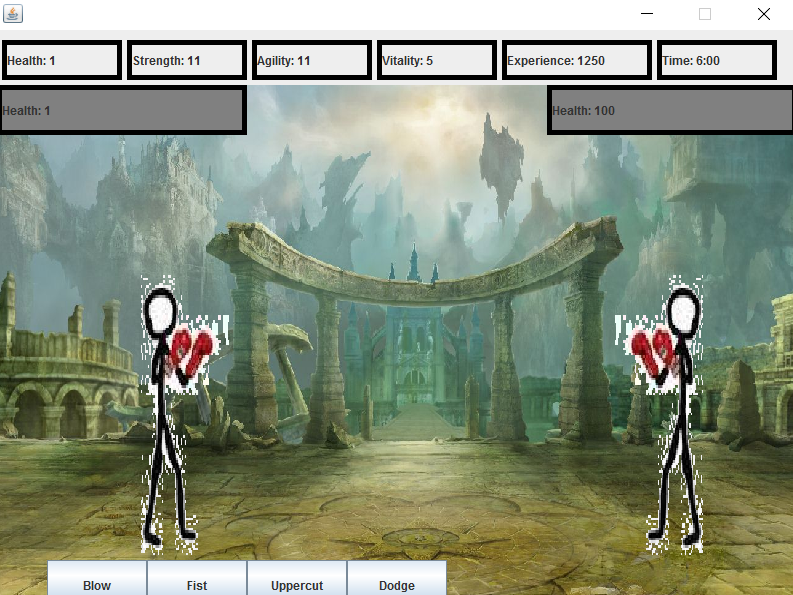 Health: 1
Strength: 11
Agility: 11
Vitality: 5
Experience: 1250
Time: 6:00
Health: 1
Health: 100
Blow
Fist
Uppercut
Dodge